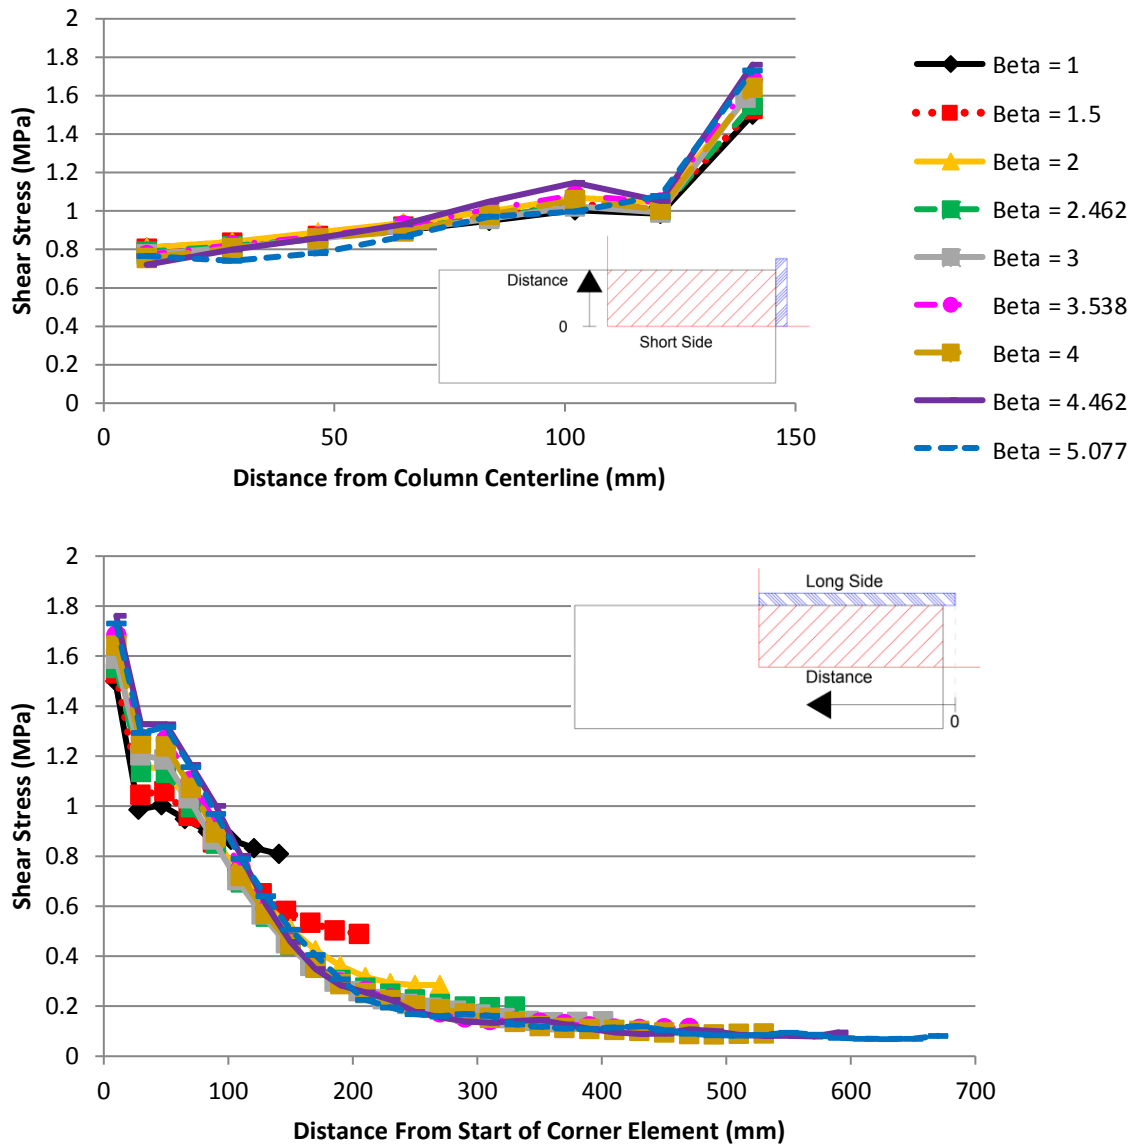 2
1.8
1.6
1.4
1.2
1
0.8
0.6
0.4
0.2
0
Shear Stress (MPa)
0 50 100 150
Distance from Column Centerline (mm)
Distance
0
Short Side
Beta = 1
Beta = 1.5
Beta = 2
Beta = 2.462
Beta = 3
Beta = 3.538
Beta = 4
Beta = 4.462
Beta = 5.077
2
1.8
1.6
1.4
1.2
1
0.8
0.6
0.4
0.2
0
Shear Stress (MPa)
Long Side
Distance
0
0 100 200 300 400 500 600 700
Distance From Start of Corner Element (mm)